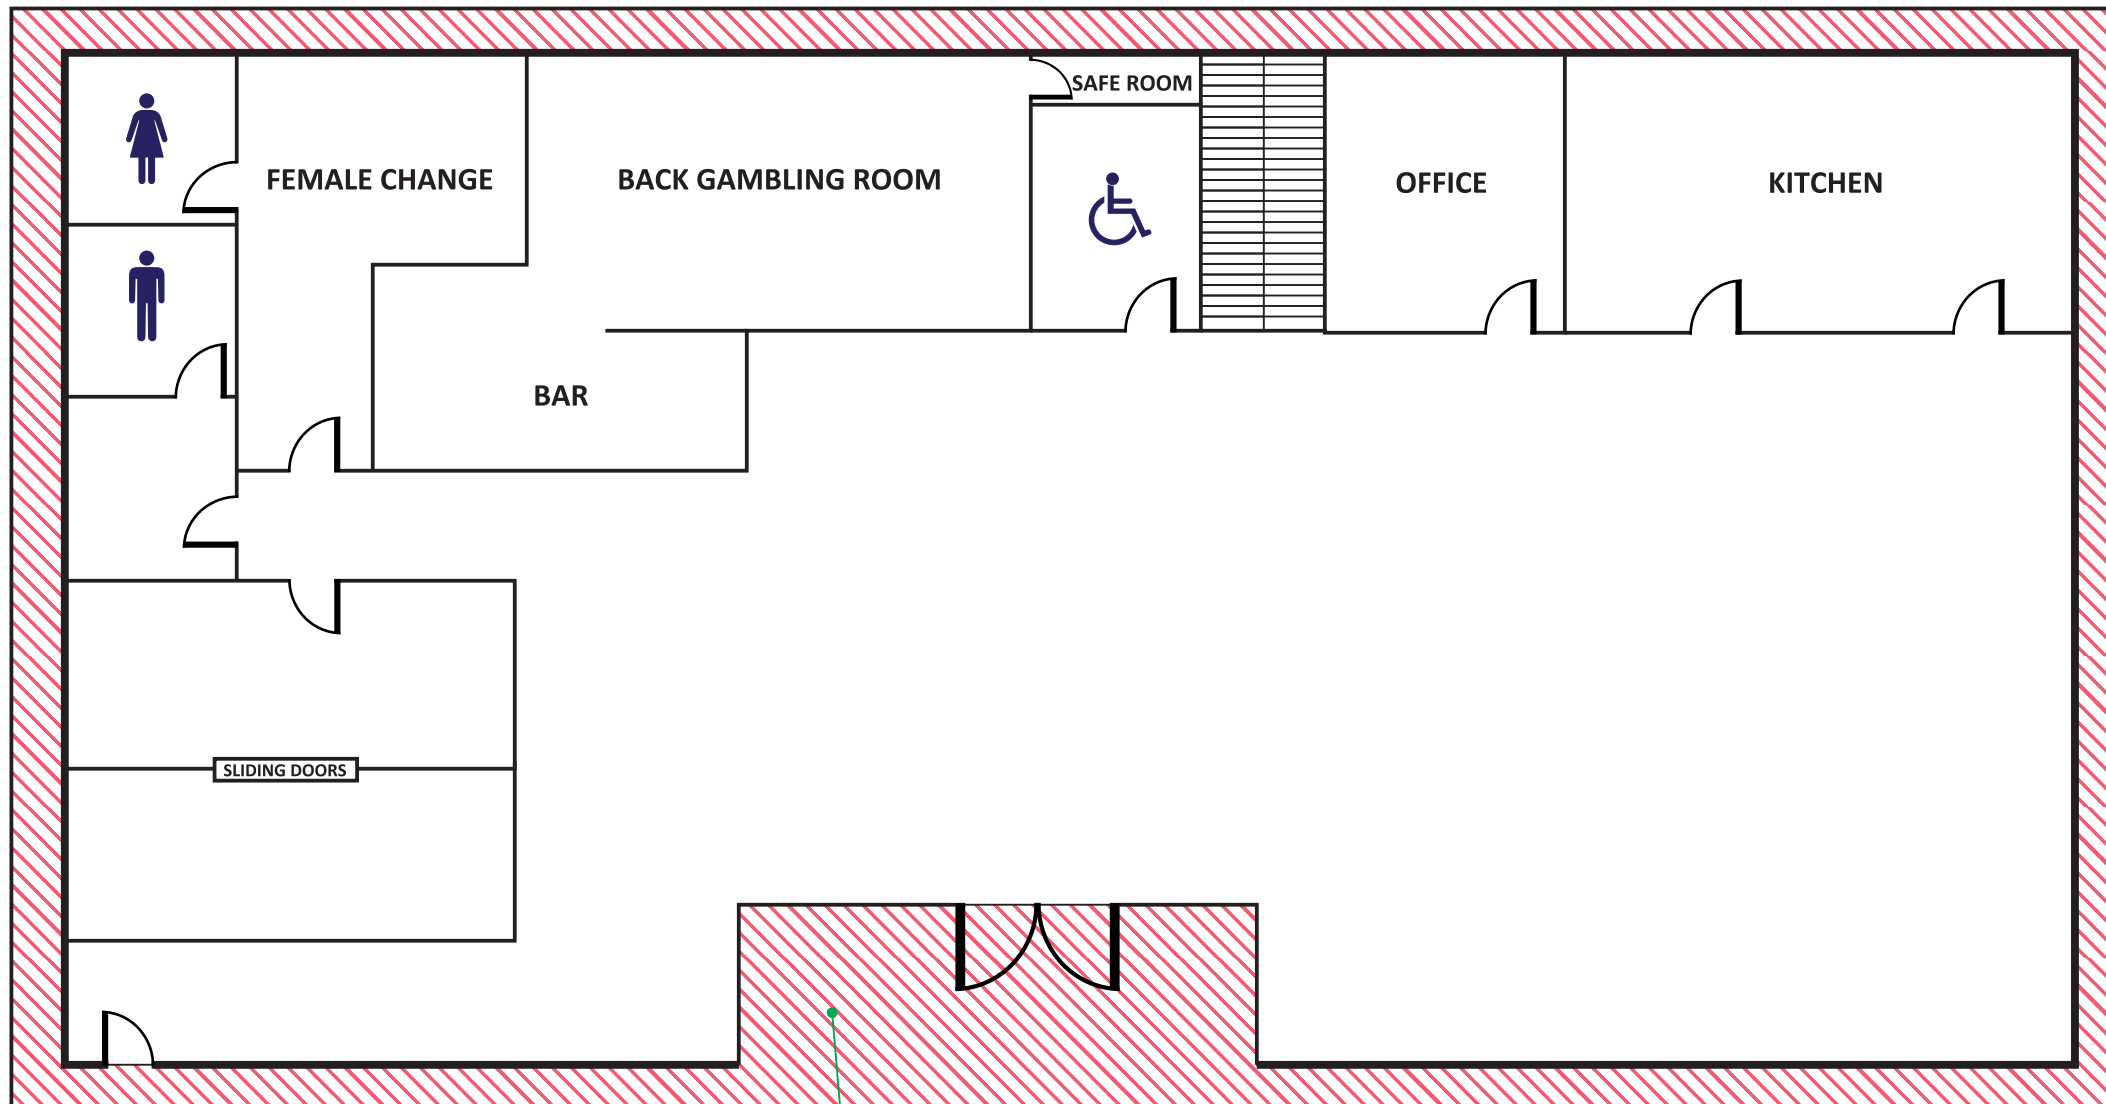 SAFE ROOM
FEMALE CHANGE
BACK GAMBLING ROOM
OFFICE
KITCHEN
BAR
SLIDING DOORS